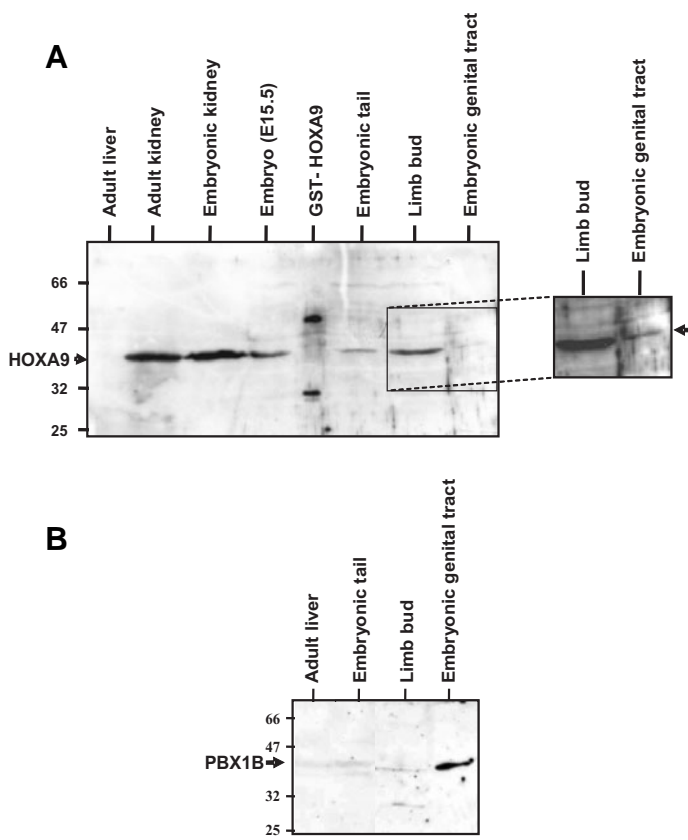 A
Adult liver
Adult kidney
Embryonic kidney
Embryo (E15.5)
GST- HOXA9
Embryonic tail
Limb bud
Embryonic genital tract
Limb bud
Embryonic genital tract
66
47
HOXA9
32
25
B
Adult liver
Embryonic tail
Limb bud
Embryonic genital tract
66
47
PBX1B
32
25